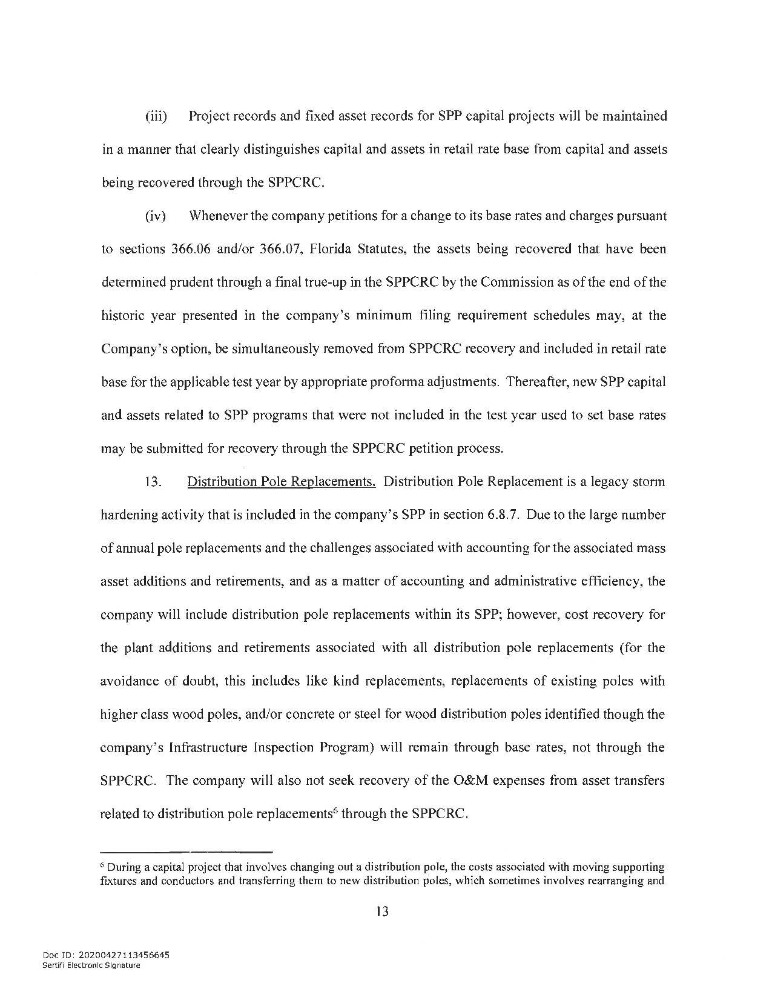 (iii) Project records and fixed asset records for SPP capital projects will be maintained
in a manner that clearly distinguishes capital and assets in retail rate base from capital and assets
being recovered through the SPPCRC.
(iv) Whenever the company petitions for a change to its base rates and charges pursuant
to sections 366.06 and/or 366.07, Florida Statutes, the assets being recovered that have been
determined prudent through a final true-up in the SPPCRC by the Commission as of the end of the
historic year presented in the company's minimum filing requirement schedules may, at the
Company's option, be simultaneously removed from SPPCRC recovery and included in retail rate
base for the applicable test year by appropriate proforma adjustments. Thereafter, new SPP capital
and assets related to SPP programs that were not included in the test year used to set base rates
may be submitted for recovery through the SPPCRC petition process.
13. Distribution Pole Replacements. Distribution Pole Replacement is a legacy storm
hardening activity that is included in the company's SPP in section 6.8.7. Due to the large number
of annual pole replacements and the challenges associated with accounting for the associated mass
asset additions and retirements, and as a matter of accounting and administrative efficiency, the
company will include distribution pole replacements within its SPP; however, cost recovery for
the plant additions and retirements associated with all distribution pole replacements (for the
avoidance of doubt, this includes like kind replacements, replacements of existing poles with
higher class wood poles, and/or concrete or steel for wood distribution poles identified though the
company's Infrastructure Inspection Program) will remain through base rates, not through the
SPPCRC. The company will also not seek recovery of the O&M expenses from asset transfers
related to distribution pole replacements⁶ through the SPPCRC.
⁶ During a capital project that involves changing out a distribution pole, the costs associated with moving supporting
fixtures and conductors and transferring them to new distribution poles, which sometimes involves rearranging and
13
Doc ID: 20200427113456645
Sertifi Electronic Signature